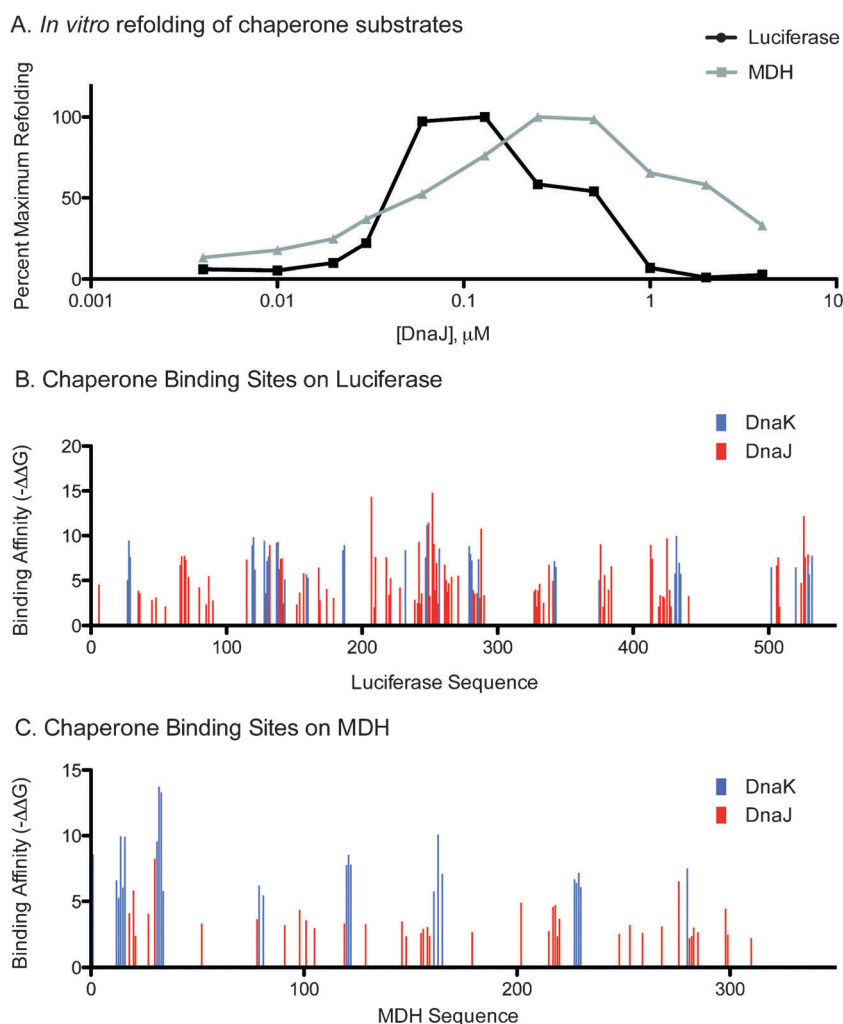 A. In vitro refolding of chaperone substrates
Luciferase
MDH
Percent Maximum Refolding
100
50
0
0.001
0.01
0.1
1
10
[DnaJ], μM
B. Chaperone Binding Sites on Luciferase
DnaK
DnaJ
Binding Affinity (-ΔΔG)
20
15
10
5
0
0
100
200
300
400
500
Luciferase Sequence
C. Chaperone Binding Sites on MDH
DnaK
DnaJ
Binding Affinity (-ΔΔG)
15
10
5
0
0
100
200
300
MDH Sequence